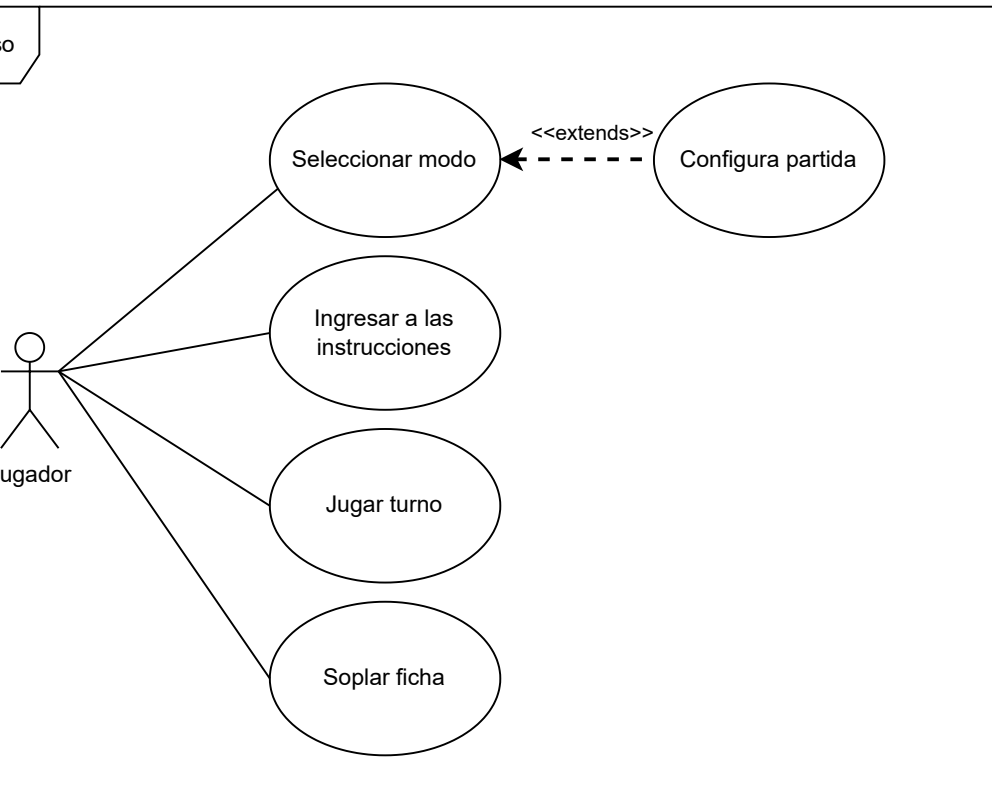 so
Seleccionar modo
<<extends>>
Configura partida
Ingresar a las
instrucciones
ugador
Jugar turno
Soplar ficha